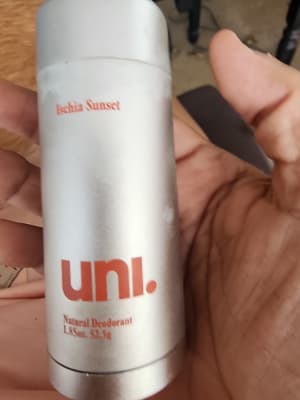 Ischia Sunset
uni.
Natural Deodorant
1.85oz. 52.5g